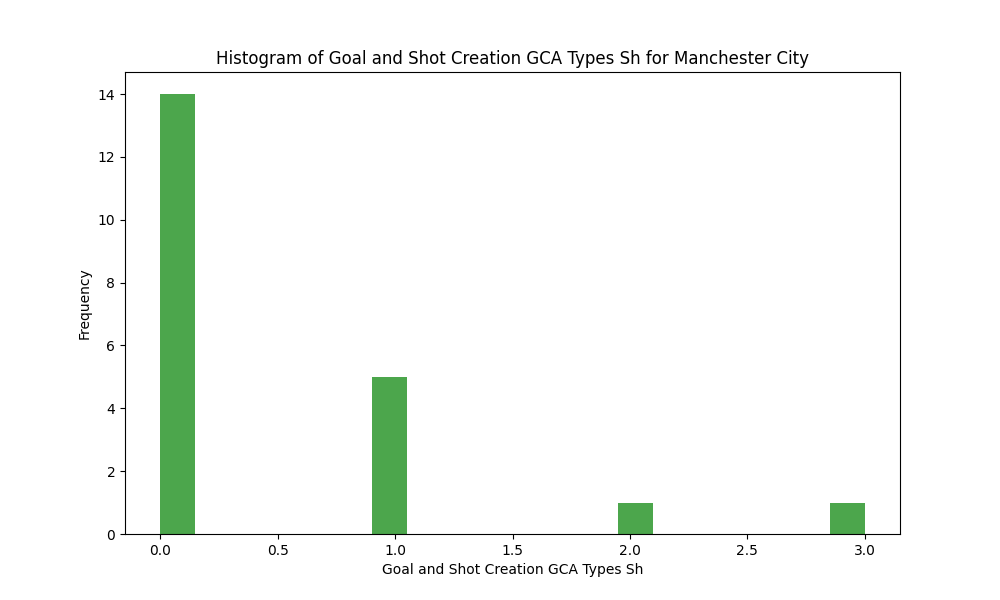 Histogram of Goal and Shot Creation GCA Types Sh for Manchester City
14
12
10
8
6
4
2
0
Frequency
0.0 0.5 1.0 1.5 2.0 2.5 3.0
Goal and Shot Creation GCA Types Sh